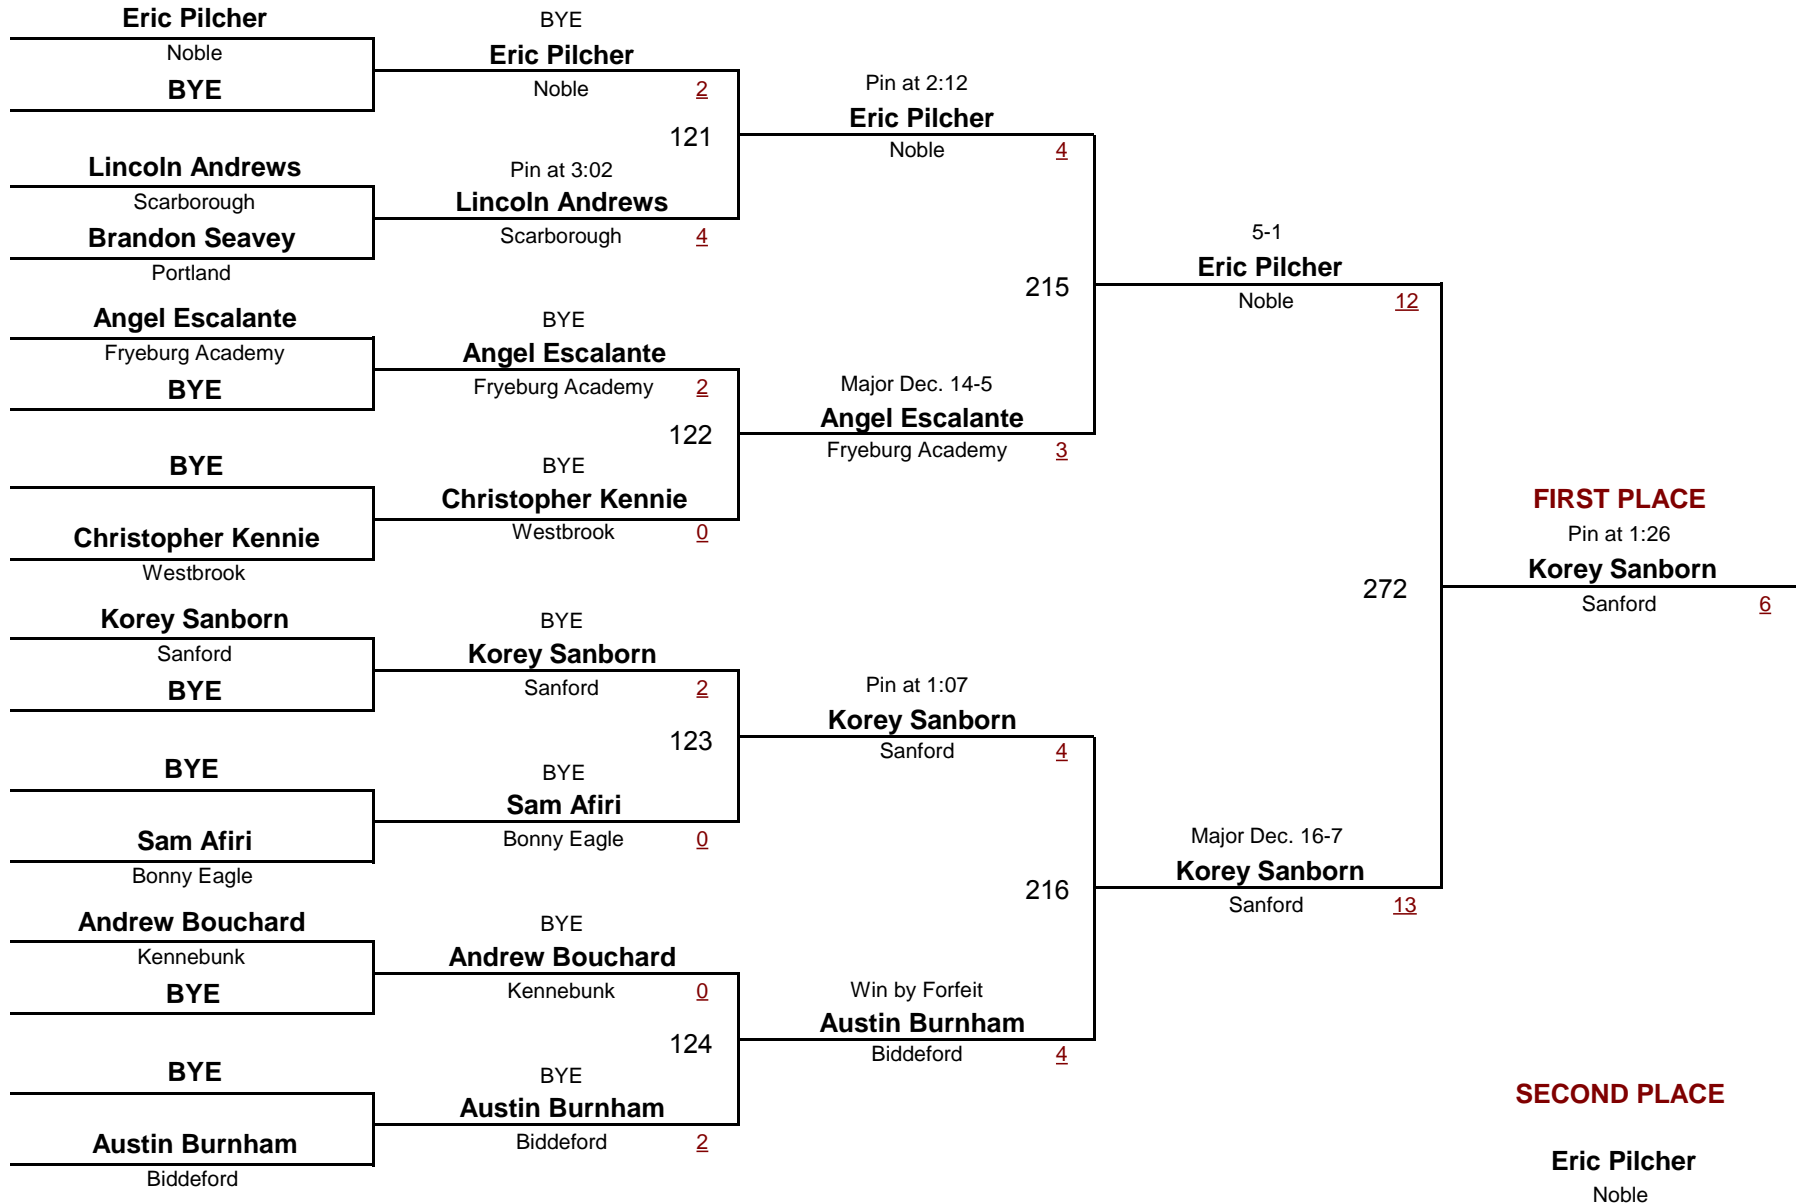 Eric Pilcher
Noble
BYE
Lincoln Andrews
Scarborough
Brandon Seavey
Portland
Angel Escalante
Fryeburg Academy
BYE
BYE
Christopher Kennie
Westbrook
Korey Sanborn
Sanford
BYE
BYE
Sam Afiri
Bonny Eagle
Andrew Bouchard
Kennebunk
BYE
BYE
Austin Burnham
Biddeford
BYE
Eric Pilcher
Noble 2
121
Pin at 3:02
Lincoln Andrews
Scarborough 4
BYE
Angel Escalante
Fryeburg Academy 2
122
BYE
Christopher Kennie
Westbrook 0
BYE
Korey Sanborn
Sanford 2
123
BYE
Sam Afiri
Bonny Eagle 0
BYE
Andrew Bouchard
Kennebunk 0
124
BYE
Austin Burnham
Biddeford 2
Pin at 2:12
Eric Pilcher
Noble 4
215
Major Dec. 14-5
Angel Escalante
Fryeburg Academy 3
Pin at 1:07
Korey Sanborn
Sanford 4
216
Win by Forfeit
Austin Burnham
Biddeford 4
5-1
Eric Pilcher
Noble 12
272
Major Dec. 16-7
Korey Sanborn
Sanford 13
FIRST PLACE
Pin at 1:26
Korey Sanborn
Sanford 6
SECOND PLACE
Eric Pilcher
Noble